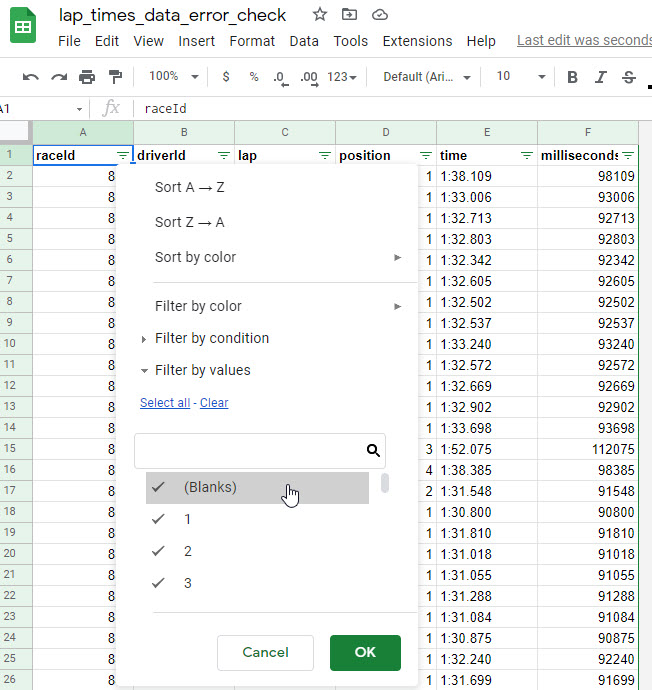 lap_times_data_error_check
File Edit View Insert Format Data Tools Extensions Help Last edit was seconds
100% $ % .0 .00 123 Default (Ari... 10 B I S
A1 fx raceId
A B C D E F
1 raceId driverId lap position time milliseconds
2 8 1 1:38.109 98109
3 8 1 1:33.006 93006
4 8 1 1:32.713 92713
5 8 1 1:32.803 92803
6 8 1 1:32.342 92342
7 8 1 1:32.605 92605
8 8 1 1:32.502 92502
9 8 1 1:32.537 92537
10 8 1 1:33.240 93240
11 8 1 1:32.572 92572
12 8 1 1:32.669 92669
13 8 1 1:32.902 92902
14 8 1 1:33.698 93698
15 8 3 1:52.075 112075
16 8 4 1:38.385 98385
17 8 2 1:31.548 91548
18 8 1 1:30.800 90800
19 8 1 1:31.810 91810
20 8 1 1:31.018 91018
21 8 1 1:31.055 91055
22 8 1 1:31.288 91288
23 8 1 1:31.084 91084
24 8 1 1:30.875 90875
25 8 1 1:32.240 92240
26 8 1 1:31.699 91699
Sort A → Z
Sort Z → A
Sort by color
Filter by color
Filter by condition
Filter by values
Select all - Clear
(Blanks)
1
2
3
Cancel OK